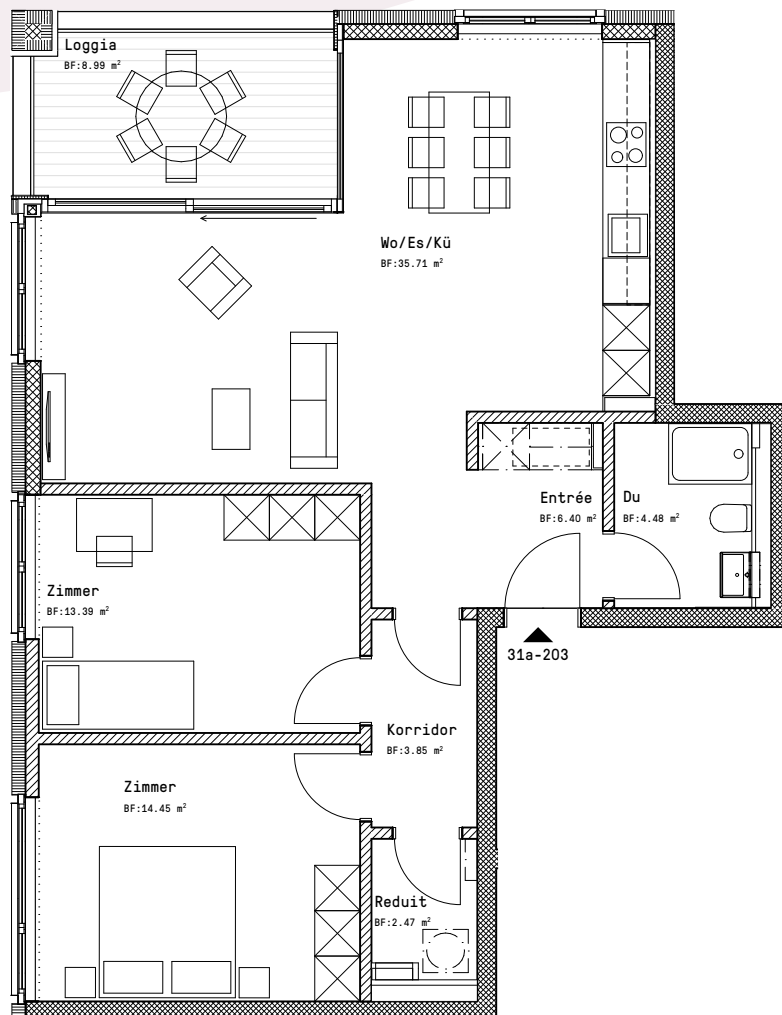 Loggia
BF:8.99 m²
Wo/Es/Kü
BF:35.71 m²
Entrée
BF:6.40 m²
Du
BF:4.48 m²
Zimmer
BF:13.39 m²
31a-203
Korridor
BF:3.85 m²
Zimmer
BF:14.45 m²
Reduit
BF:2.47 m²